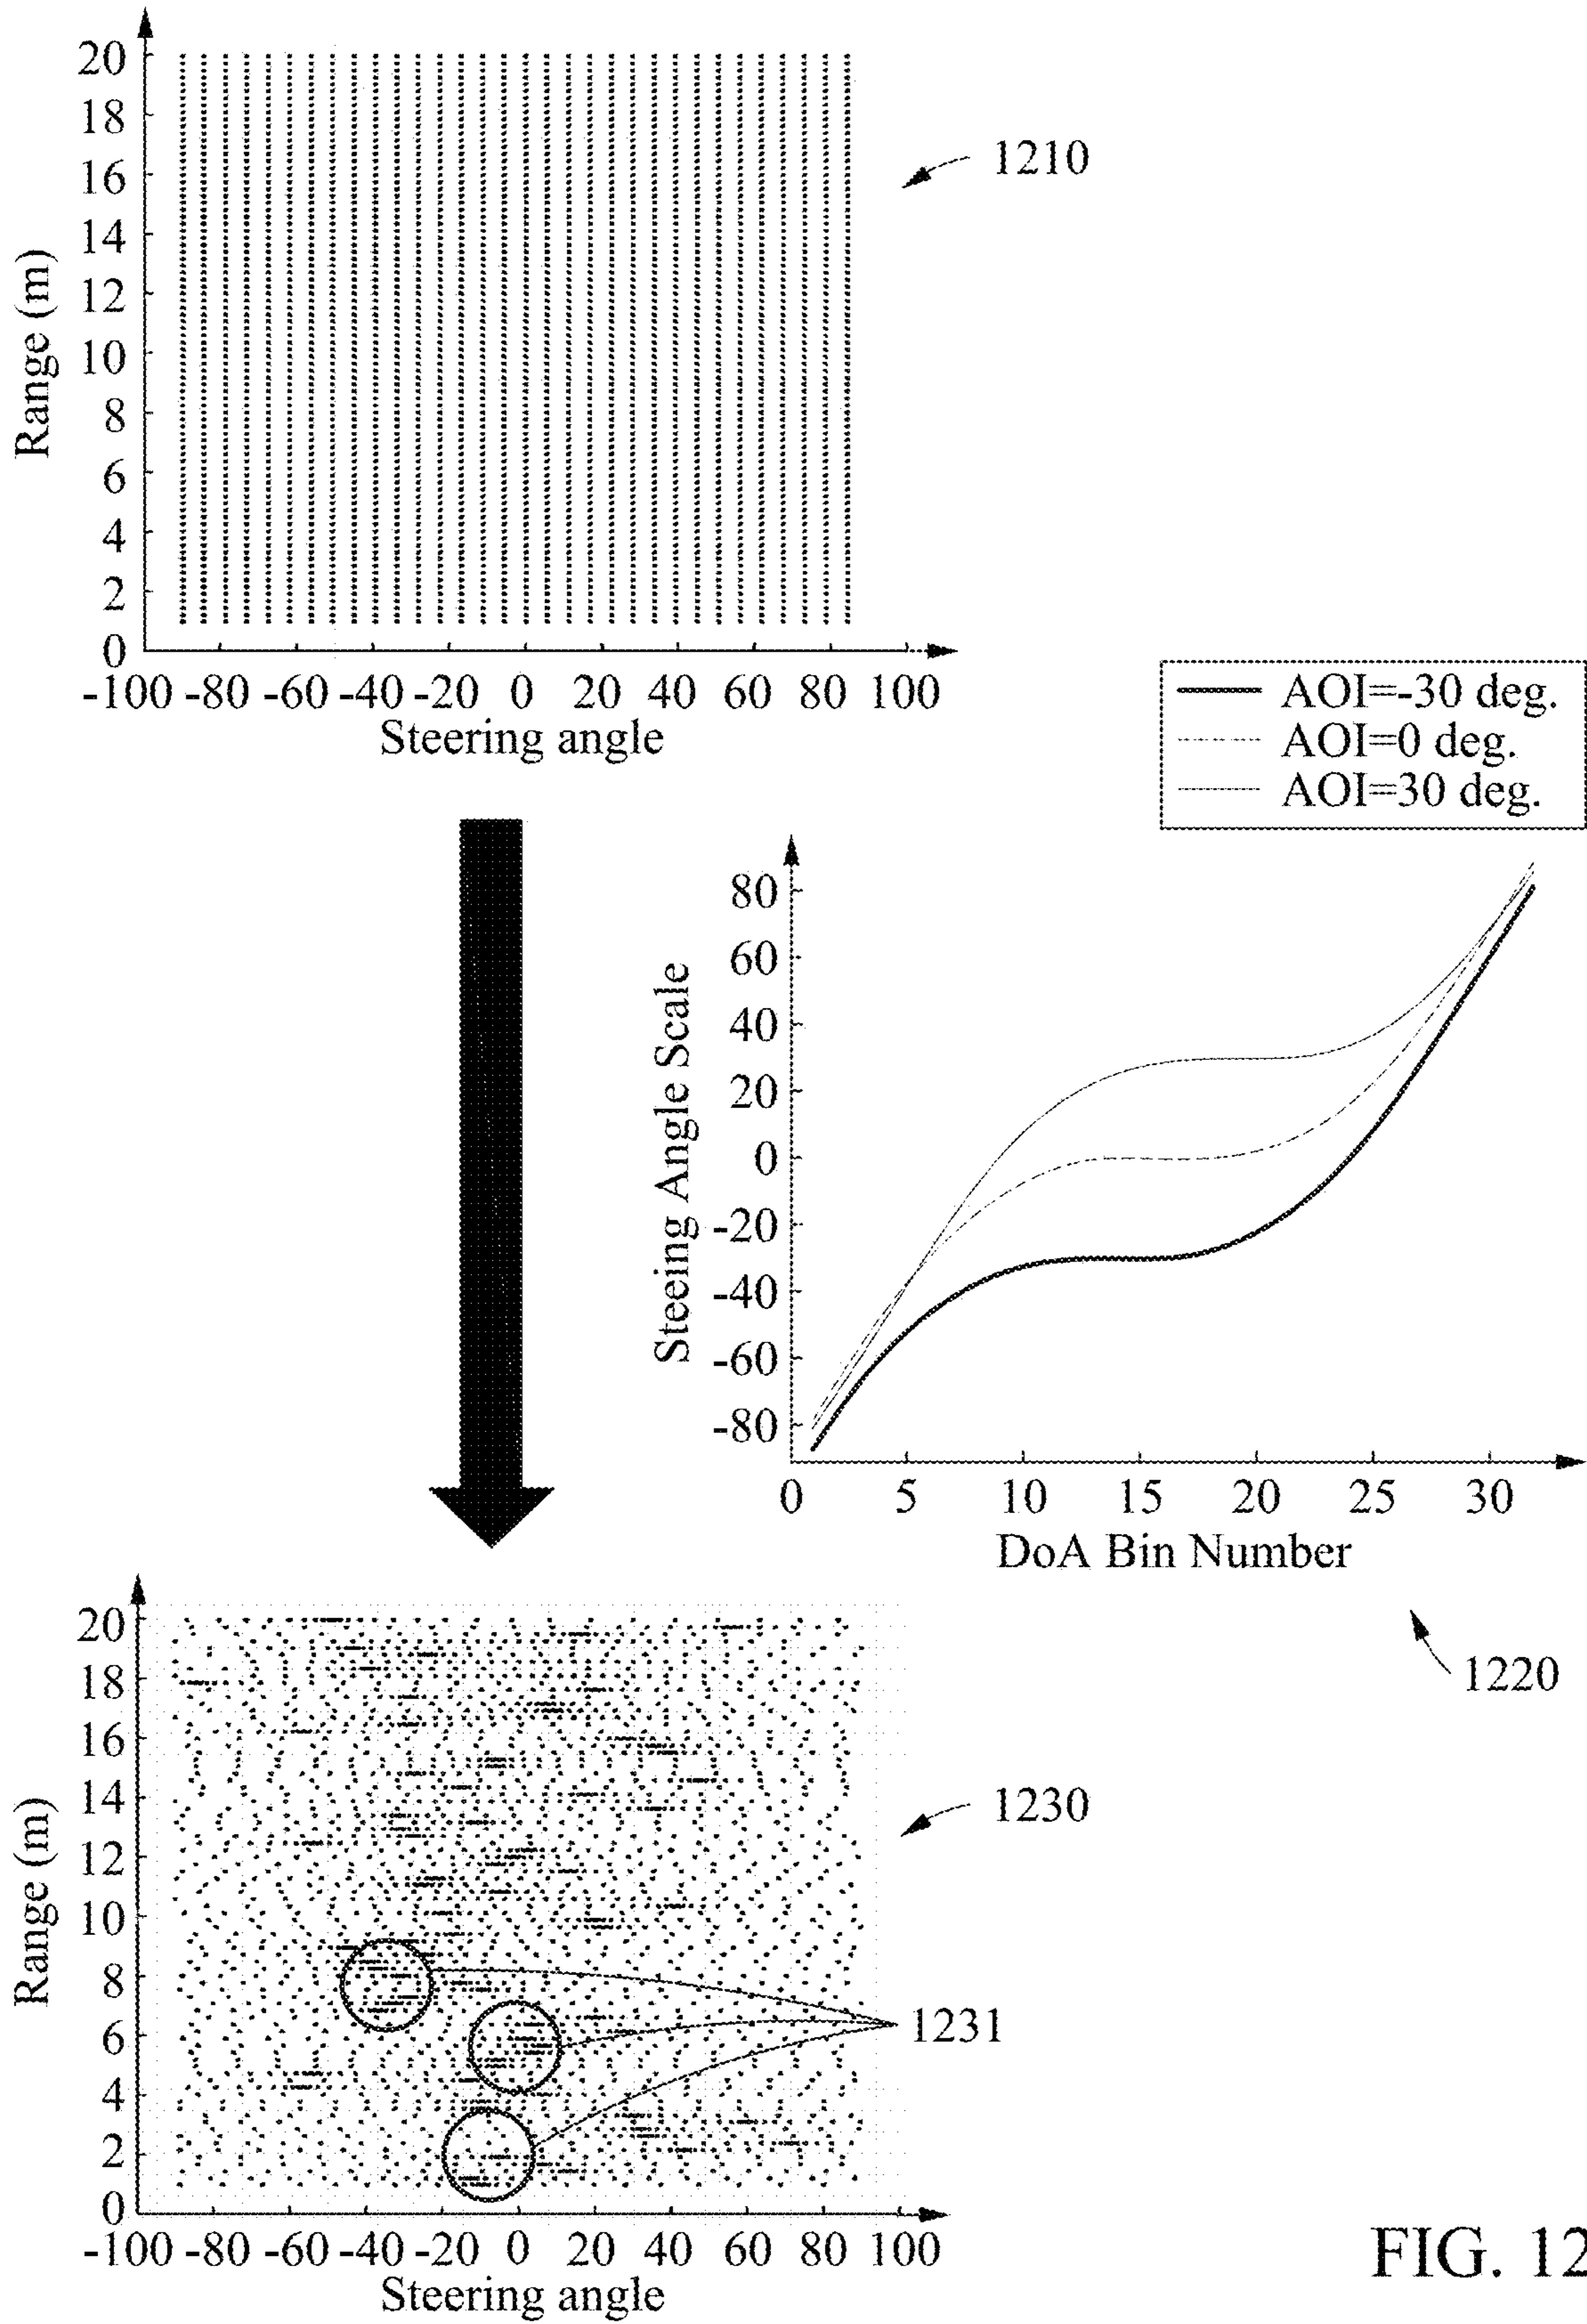 20
18
16
14
12
10
8
6
4
2
0
Range (m)
-100 -80 -60 -40 -20 0 20 40 60 80 100
Steering angle
1210
AOI=-30 deg.
AOI=0 deg.
AOI=30 deg.
80
60
40
20
0
-20
-40
-60
-80
Steeing Angle Scale
0 5 10 15 20 25 30
DoA Bin Number
1220
20
18
16
14
12
10
8
6
4
2
0
Range (m)
-100 -80 -60 -40 -20 0 20 40 60 80 100
Steering angle
1230
1231
FIG. 12